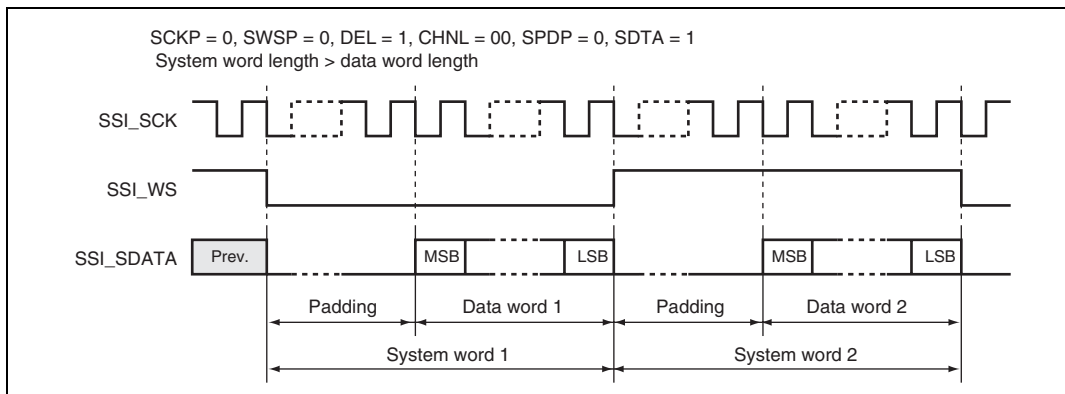 SCKP = 0, SWSP = 0, DEL = 1, CHNL = 00, SPDP = 0, SDTA = 1
System word length > data word length
SSI_SCK
SSI_WS
SSI_SDATA
Prev.
MSB
LSB
MSB
LSB
Padding
Data word 1
Padding
Data word 2
System word 1
System word 2